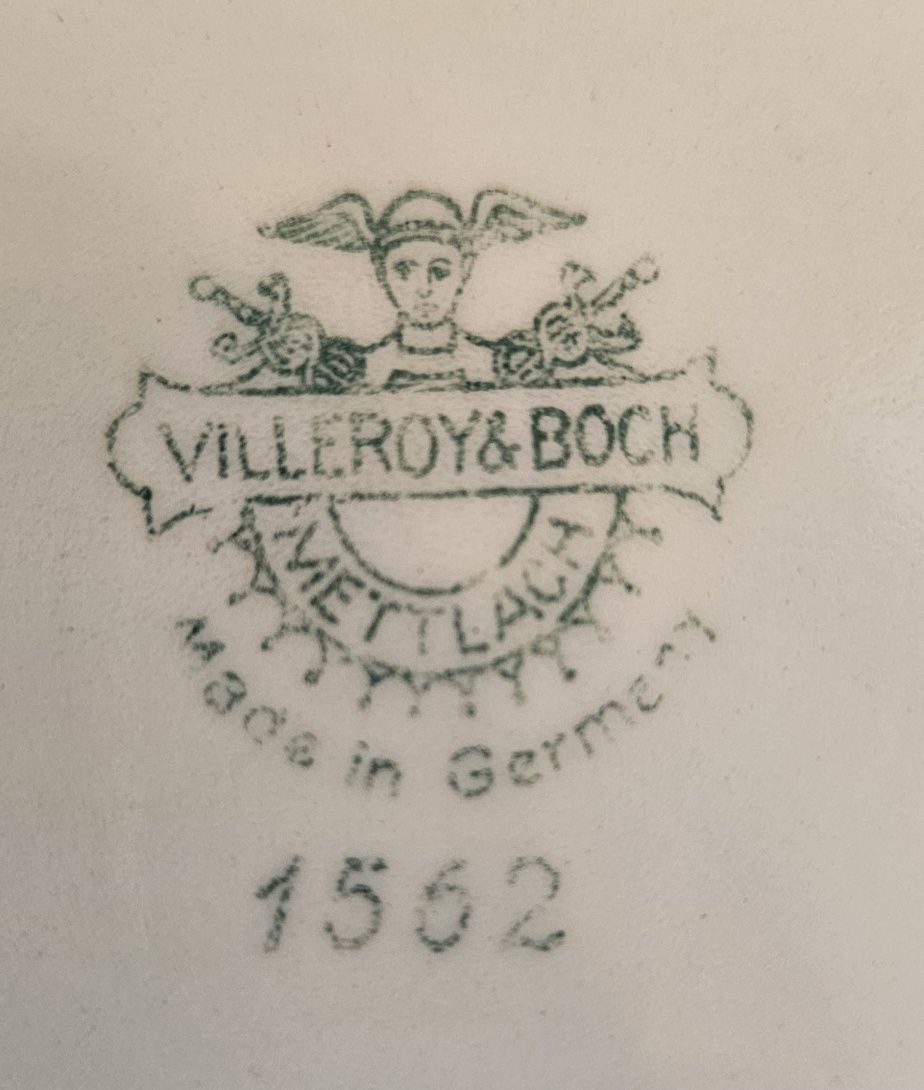 VILLEROY & BOCH
METTLACH
Made in Germany
1562